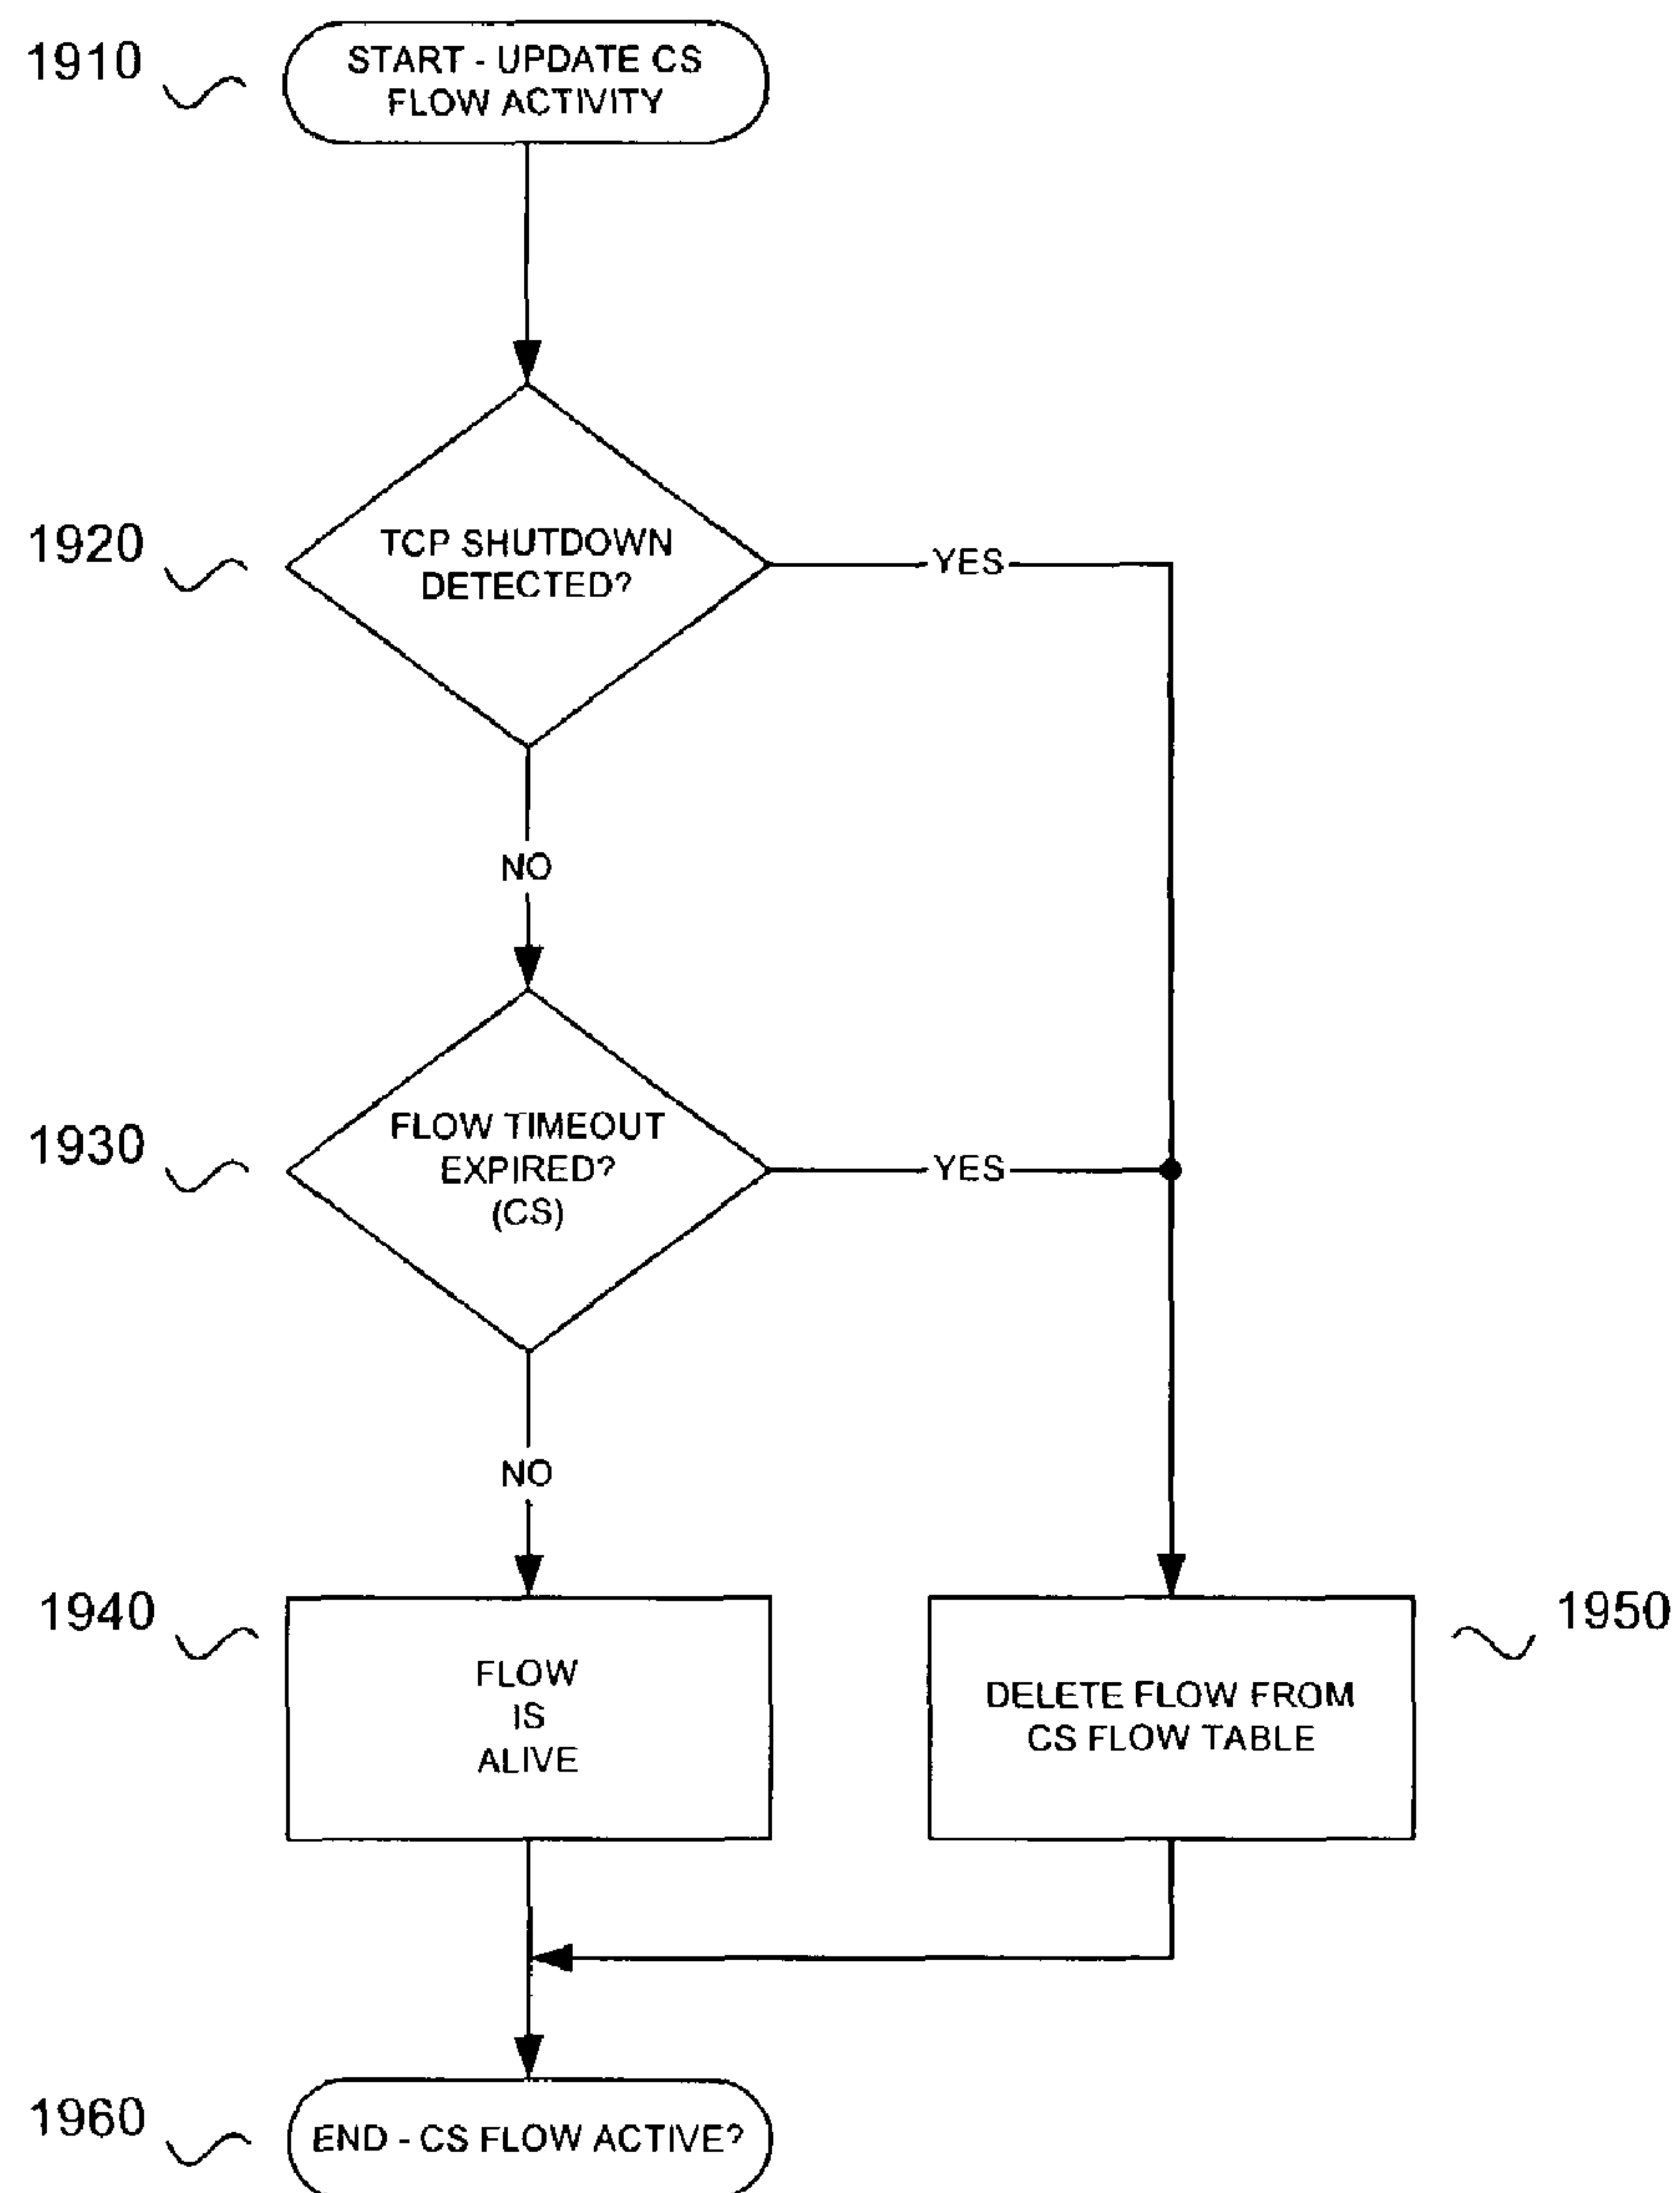 1910
START - UPDATE CS
FLOW ACTIVITY
1920
TCP SHUTDOWN
DETECTED?
YES
NO
1930
FLOW TIMEOUT
EXPIRED?
(CS)
YES
NO
1940
FLOW
IS
ALIVE
DELETE FLOW FROM
CS FLOW TABLE
1950
1960
END - CS FLOW ACTIVE?